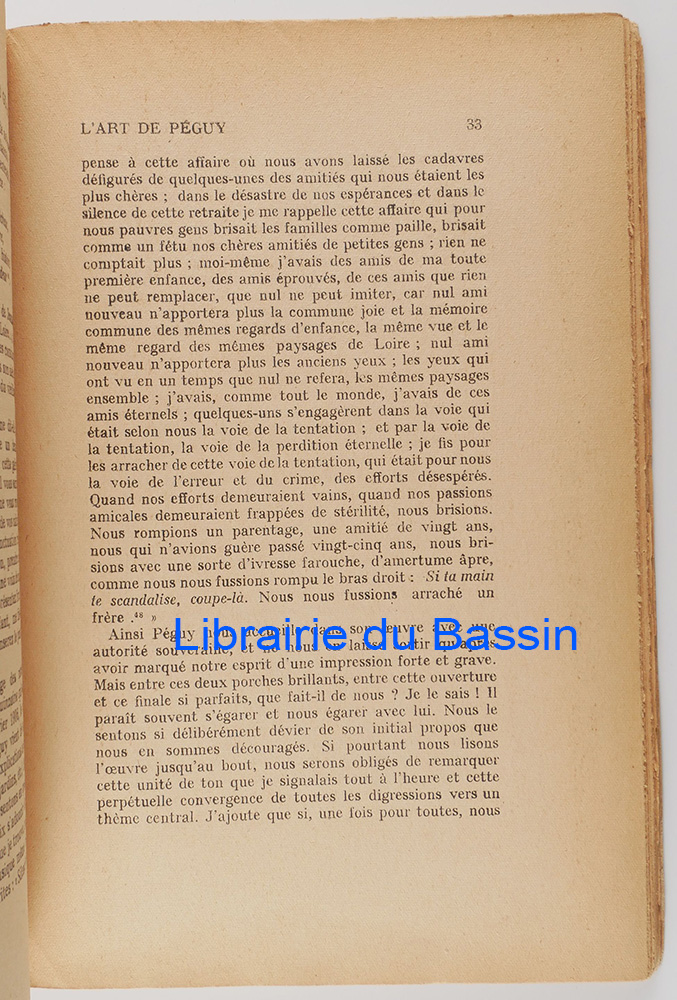 L'ART DE PÉGUY 33
pense à cette affaire où nous avons laissé les cadavres
défigurés de quelques-unes des amitiés qui nous étaient les
plus chères ; dans le désastre de nos espérances et dans le
silence de cette retraite je me rappelle cette affaire qui pour
nous pauvres gens brisait les familles comme paille, brisait
comme un fétu nos chères amitiés de petites gens ; rien ne
comptait plus ; moi-même j'avais des amis de ma toute
première enfance, des amis éprouvés, de ces amis que rien
ne peut remplacer, que nul ne peut imiter, car nul ami
nouveau n'apportera plus la commune joie et la mémoire
commune des mêmes regards d'enfance, la même vue et le
même regard des mêmes paysages de Loire ; nul ami
nouveau n'apportera plus les anciens yeux ; les yeux qui
ont vu en un temps que nul ne refera, les mêmes paysages
ensemble ; j'avais, comme tout le monde, j'avais de ces
amis éternels ; quelques-uns s'engagèrent dans la voie qui
était selon nous la voie de la tentation ; et par la voie de
la tentation, la voie de la perdition éternelle ; je fis pour
les arracher de cette voie de la tentation, qui était pour nous
la voie de l'erreur et du crime, des efforts désespérés.
Quand nos efforts demeuraient vains, quand nos passions
amicales demeuraient frappées de stérilité, nous brisions.
Nous rompions un parentage, une amitié de vingt ans,
nous qui n'avions guère passé vingt-cinq ans, nous bri-
sions avec une sorte d'ivresse farouche, d'amertume âpre,
comme nous nous fussions rompu le bras droit : Si ta main
te scandalise, coupe-là. Nous nous fussions arraché un
frère .⁴⁸ »
Librairie du Bassin
Ainsi Péguy nous accueille dans son œuvre avec une
autorité souveraine, et ne nous en laisse sortir qu'après
avoir marqué notre esprit d'une impression forte et grave.
Mais entre ces deux porches brillants, entre cette ouverture
et ce finale si parfaits, que fait-il de nous ? Je le sais ! Il
paraît souvent s'égarer et nous égarer avec lui. Nous le
sentons si délibérément dévier de son initial propos que
nous en sommes découragés. Si pourtant nous lisons
l'œuvre jusqu'au bout, nous serons obligés de remarquer
cette unité de ton que je signalais tout à l'heure et cette
perpétuelle convergence de toutes les digressions vers un
thème central. J'ajoute que si, une fois pour toutes, nous